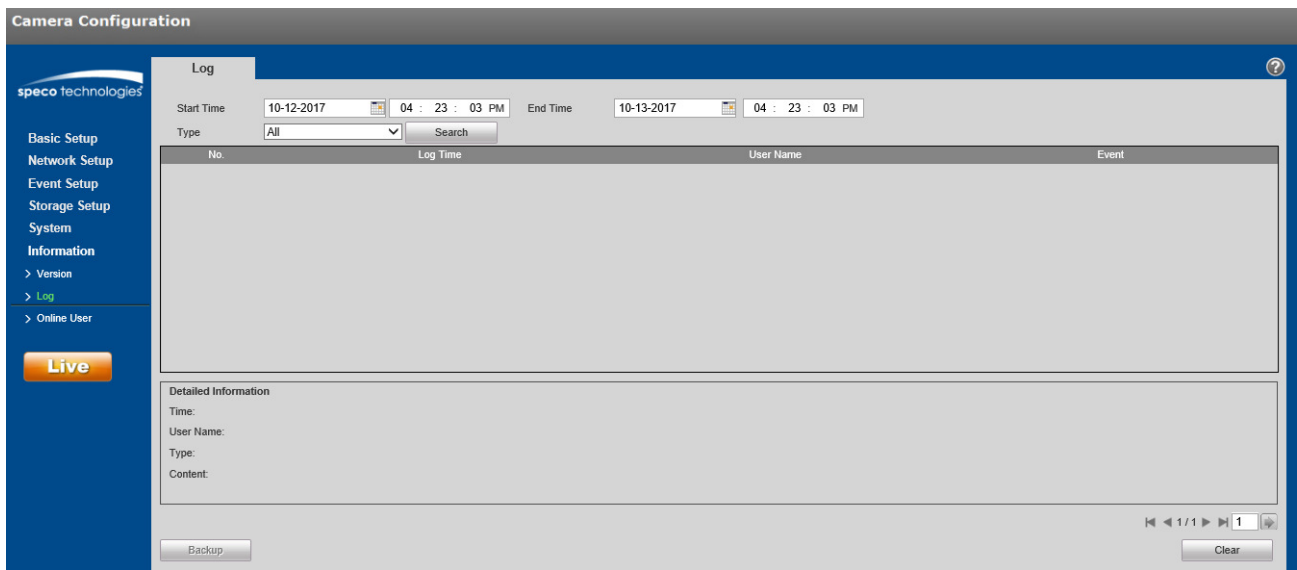 Camera Configuration
speco technologies
Basic Setup
Network Setup
Event Setup
Storage Setup
System
Information
> Version
> Log
> Online User
Live
Log
?
Start Time 10-12-2017 04 : 23 : 03 PM End Time 10-13-2017 04 : 23 : 03 PM
Type All Search
No. Log Time User Name Event
Detailed Information
Time:
User Name:
Type:
Content:
1/1 1
Backup Clear